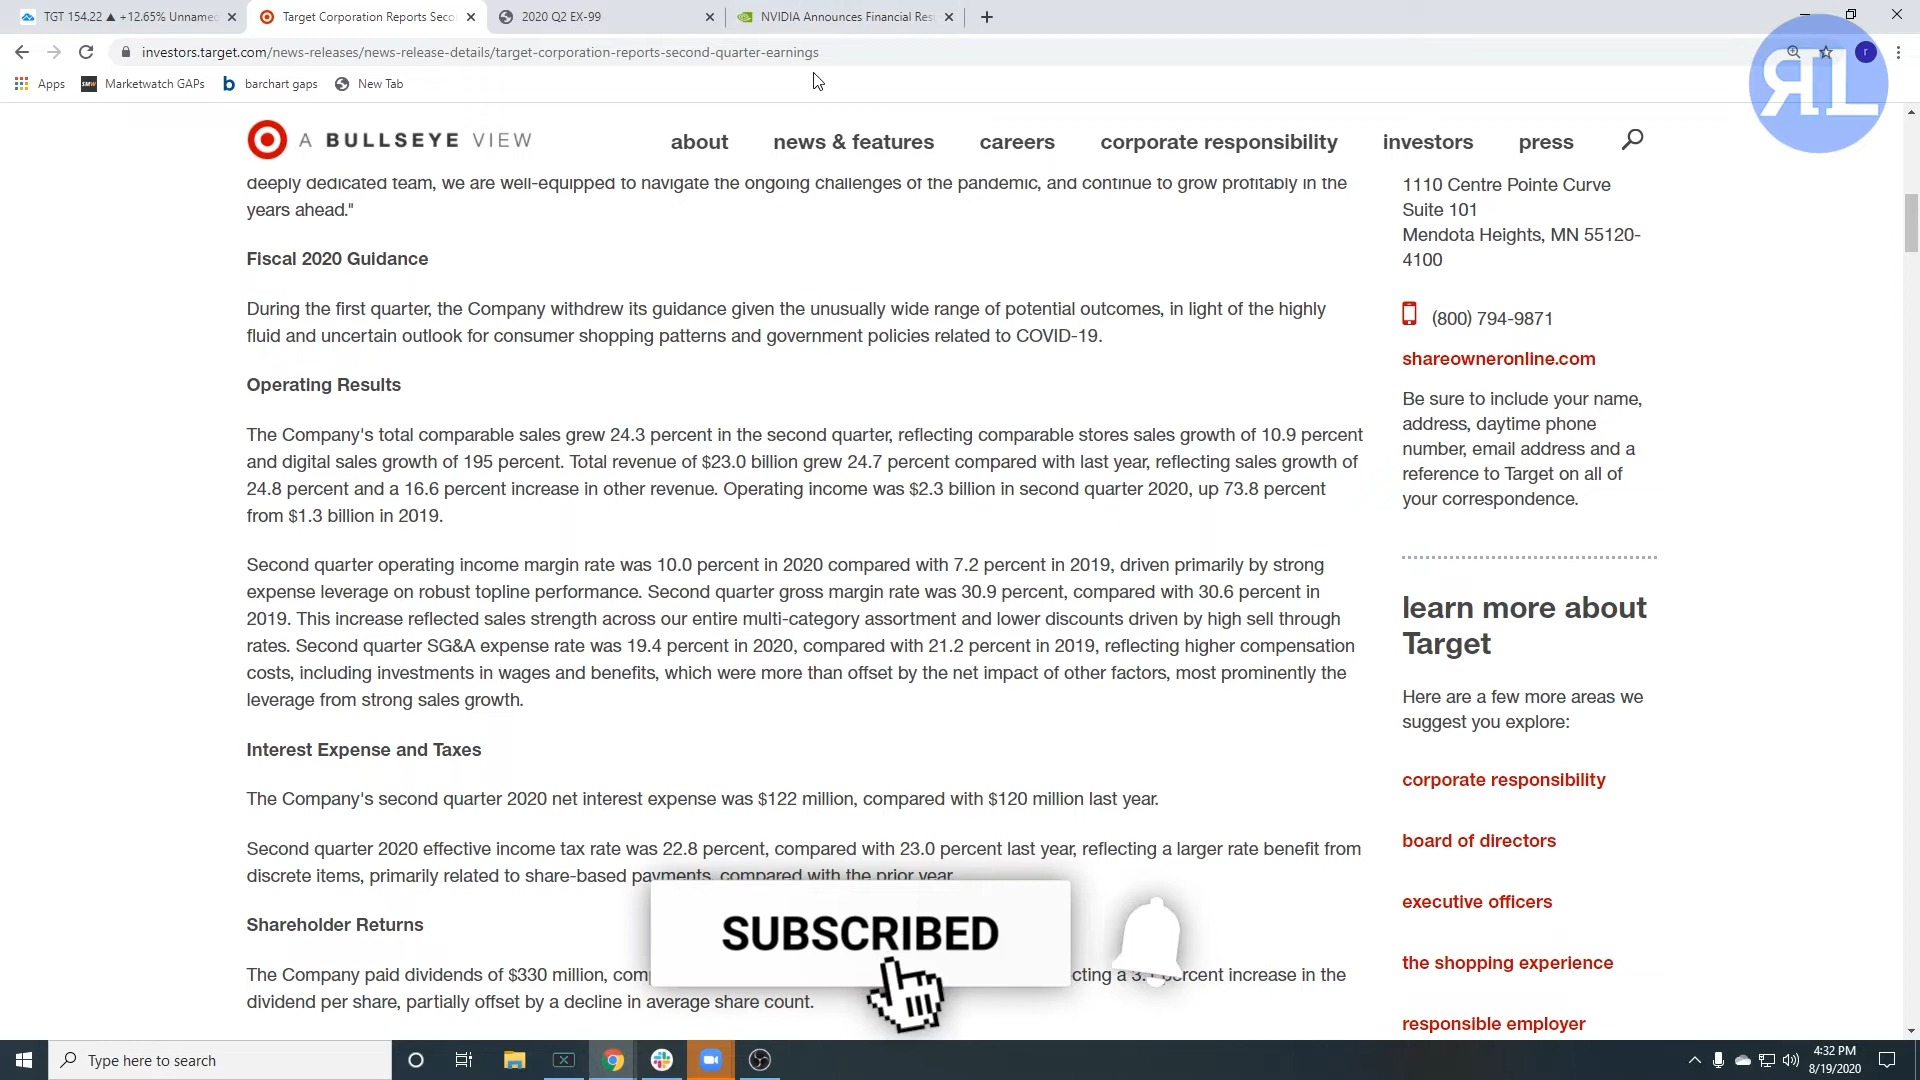 TGT 154.22 ▲ +12.65% Unnamed
Target Corporation Reports Seco
2020 Q2 EX-99
NVIDIA Announces Financial Res
investors.target.com/news-releases/news-release-details/target-corporation-reports-second-quarter-earnings
r
Apps
SMW
Marketwatch GAPs
b
barchart gaps
New Tab
A BULLSEYE VIEW
about
news & features
careers
corporate responsibility
investors
press
deeply dedicated team, we are well-equipped to navigate the ongoing challenges of the pandemic, and continue to grow profitably in the
years ahead."
Fiscal 2020 Guidance
During the first quarter, the Company withdrew its guidance given the unusually wide range of potential outcomes, in light of the highly
fluid and uncertain outlook for consumer shopping patterns and government policies related to COVID-19.
Operating Results
The Company's total comparable sales grew 24.3 percent in the second quarter, reflecting comparable stores sales growth of 10.9 percent
and digital sales growth of 195 percent. Total revenue of $23.0 billion grew 24.7 percent compared with last year, reflecting sales growth of
24.8 percent and a 16.6 percent increase in other revenue. Operating income was $2.3 billion in second quarter 2020, up 73.8 percent
from $1.3 billion in 2019.
Second quarter operating income margin rate was 10.0 percent in 2020 compared with 7.2 percent in 2019, driven primarily by strong
expense leverage on robust topline performance. Second quarter gross margin rate was 30.9 percent, compared with 30.6 percent in
2019. This increase reflected sales strength across our entire multi-category assortment and lower discounts driven by high sell through
rates. Second quarter SG&A expense rate was 19.4 percent in 2020, compared with 21.2 percent in 2019, reflecting higher compensation
costs, including investments in wages and benefits, which were more than offset by the net impact of other factors, most prominently the
leverage from strong sales growth.
Interest Expense and Taxes
The Company's second quarter 2020 net interest expense was $122 million, compared with $120 million last year.
Second quarter 2020 effective income tax rate was 22.8 percent, compared with 23.0 percent last year, reflecting a larger rate benefit from
discrete items, primarily related to share-based payments, compared with the prior year.
Shareholder Returns
The Company paid dividends of $330 million, com
percent increase in the
dividend per share, partially offset by a decline in average share count.
SUBSCRIBED
1110 Centre Pointe Curve
Suite 101
Mendota Heights, MN 55120-
4100
(800) 794-9871
shareowneronline.com
Be sure to include your name,
address, daytime phone
number, email address and a
reference to Target on all of
your correspondence.
learn more about
Target
Here are a few more areas we
suggest you explore:
corporate responsibility
board of directors
executive officers
the shopping experience
responsible employer
Type here to search
4:32 PM
8/19/2020